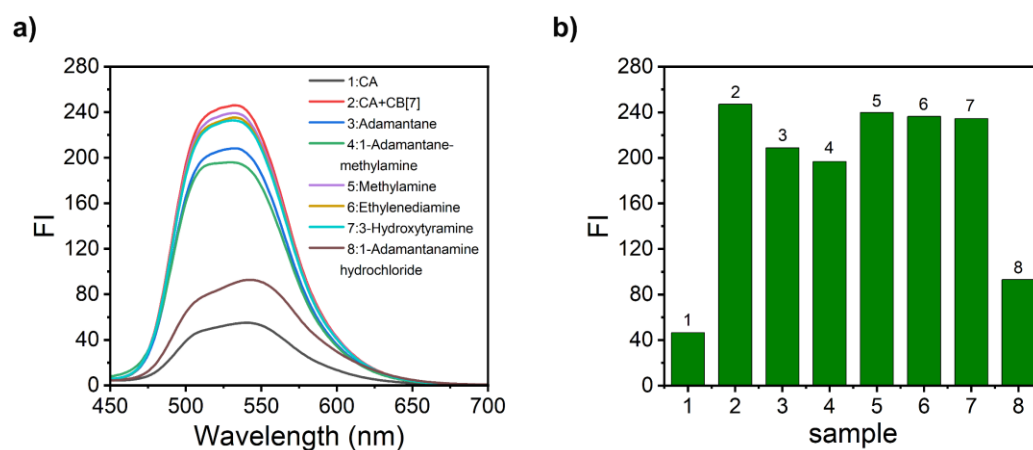 a)
280
240
200
160
120
80
40
0
FI
450 500 550 600 650 700
Wavelength (nm)
1:CA
2:CA+CB[7]
3:Adamantane
4:1-Adamantane-
methylamine
5:Methylamine
6:Ethylenediamine
7:3-Hydroxytyramine
8:1-Adamantanamine
hydrochloride
b)
280
240
200
160
120
80
40
0
FI
1 2 3 4 5 6 7 8
1 2 3 4 5 6 7 8
sample